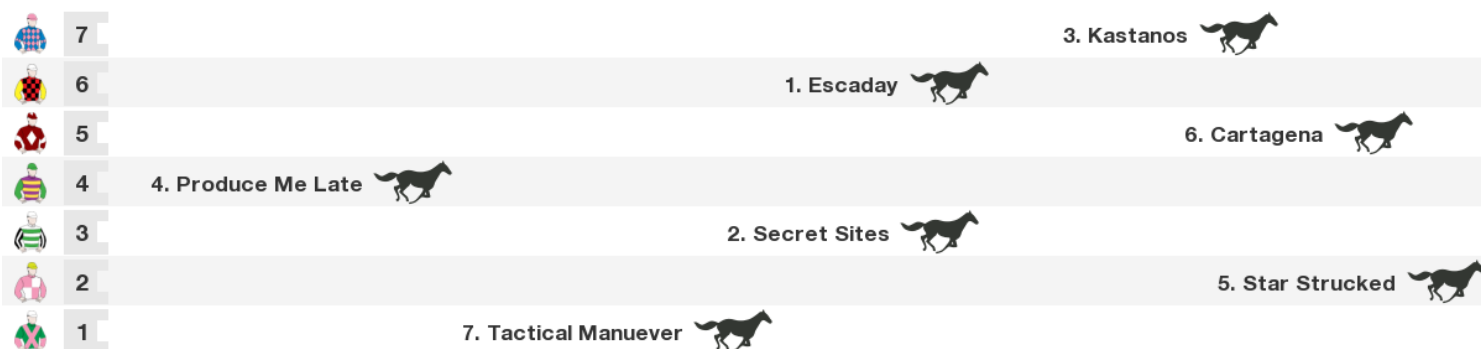 7 3. Kastanos
6 1. Escaday
5 6. Cartagena
4 4. Produce Me Late
3 2. Secret Sites
2 5. Star Strucked
1 7. Tactical Manuever